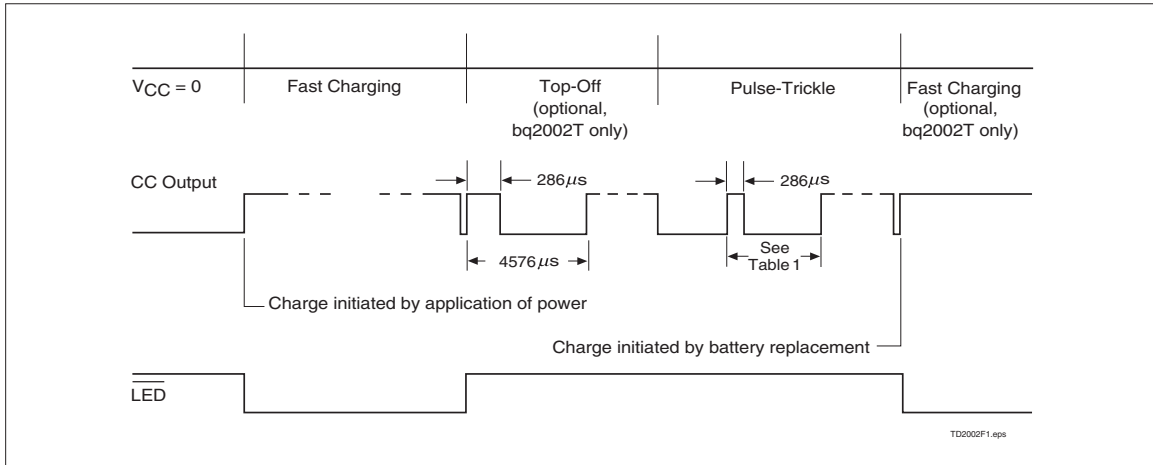 VCC = 0
Fast Charging
Top-Off
(optional,
bq2002T only)
Pulse-Trickle
Fast Charging
(optional,
bq2002T only)
CC Output
286µs
286µs
4576µs
See
Table 1
Charge initiated by application of power
Charge initiated by battery replacement
LED
TD2002F1.eps